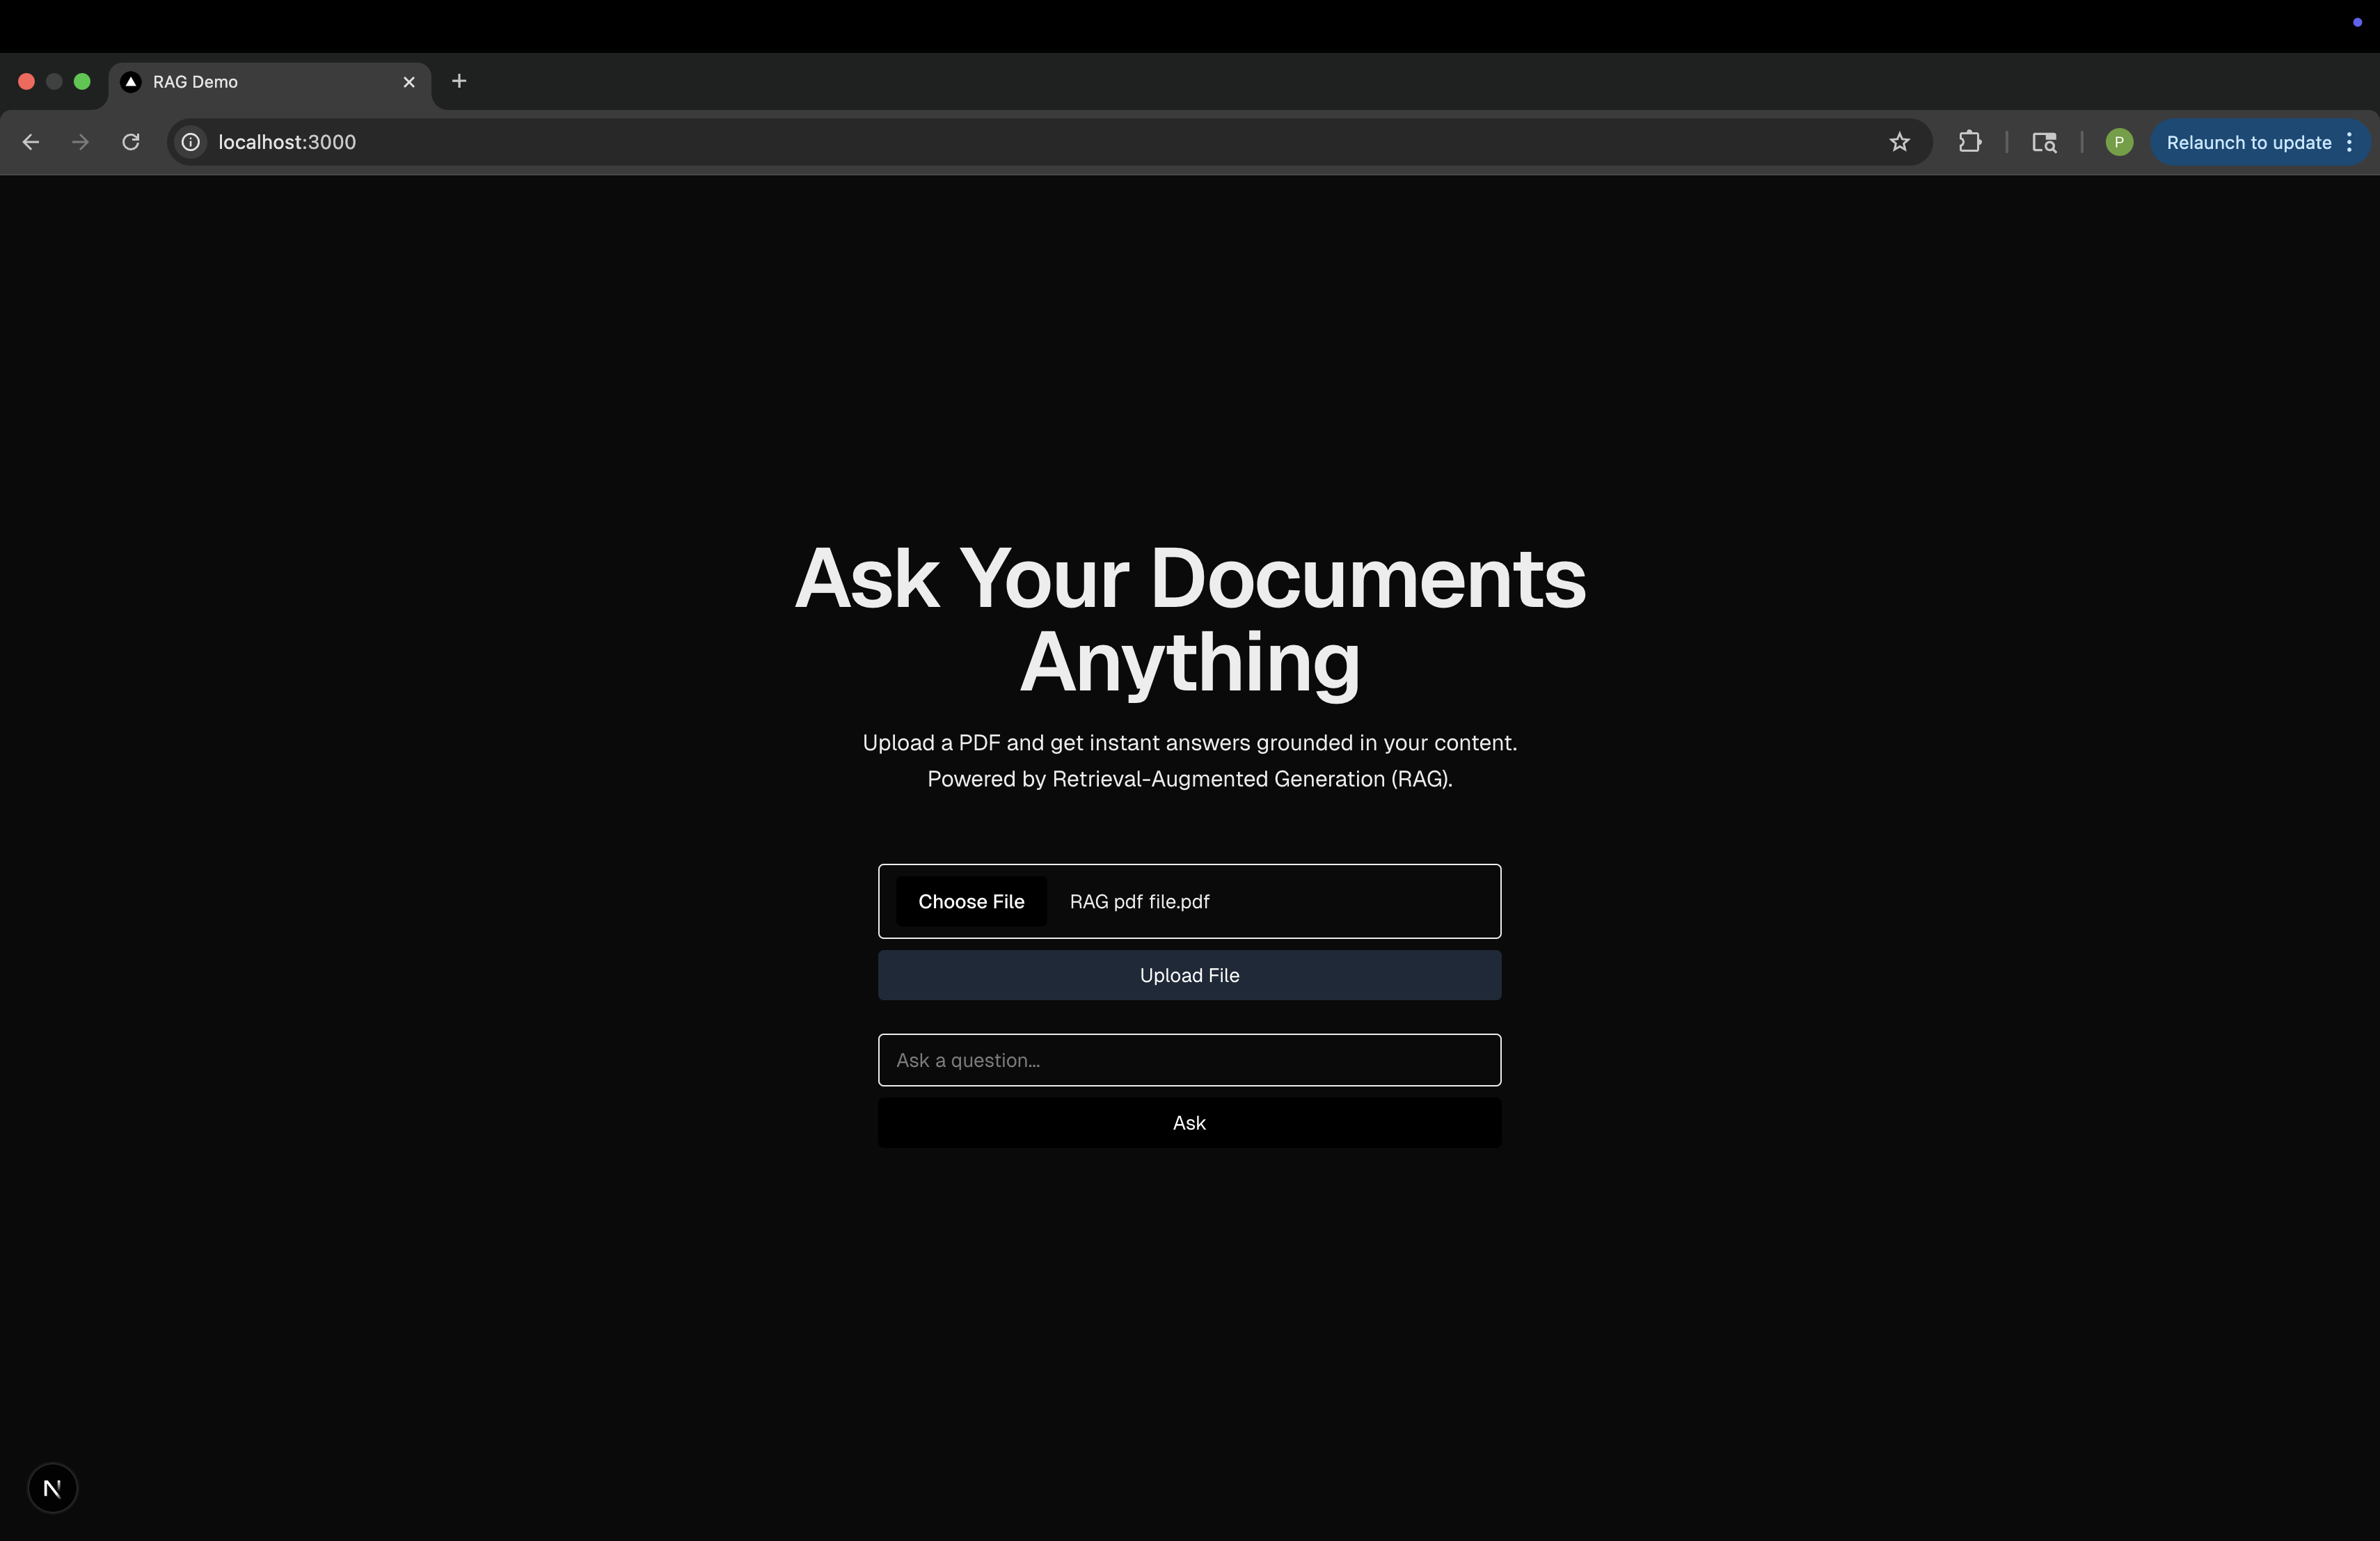 RAG Demo
localhost:3000
P
Relaunch to update
Ask Your Documents
Anything
Upload a PDF and get instant answers grounded in your content.
Powered by Retrieval-Augmented Generation (RAG).
Choose File RAG pdf file.pdf
Upload File
Ask a question...
Ask
N